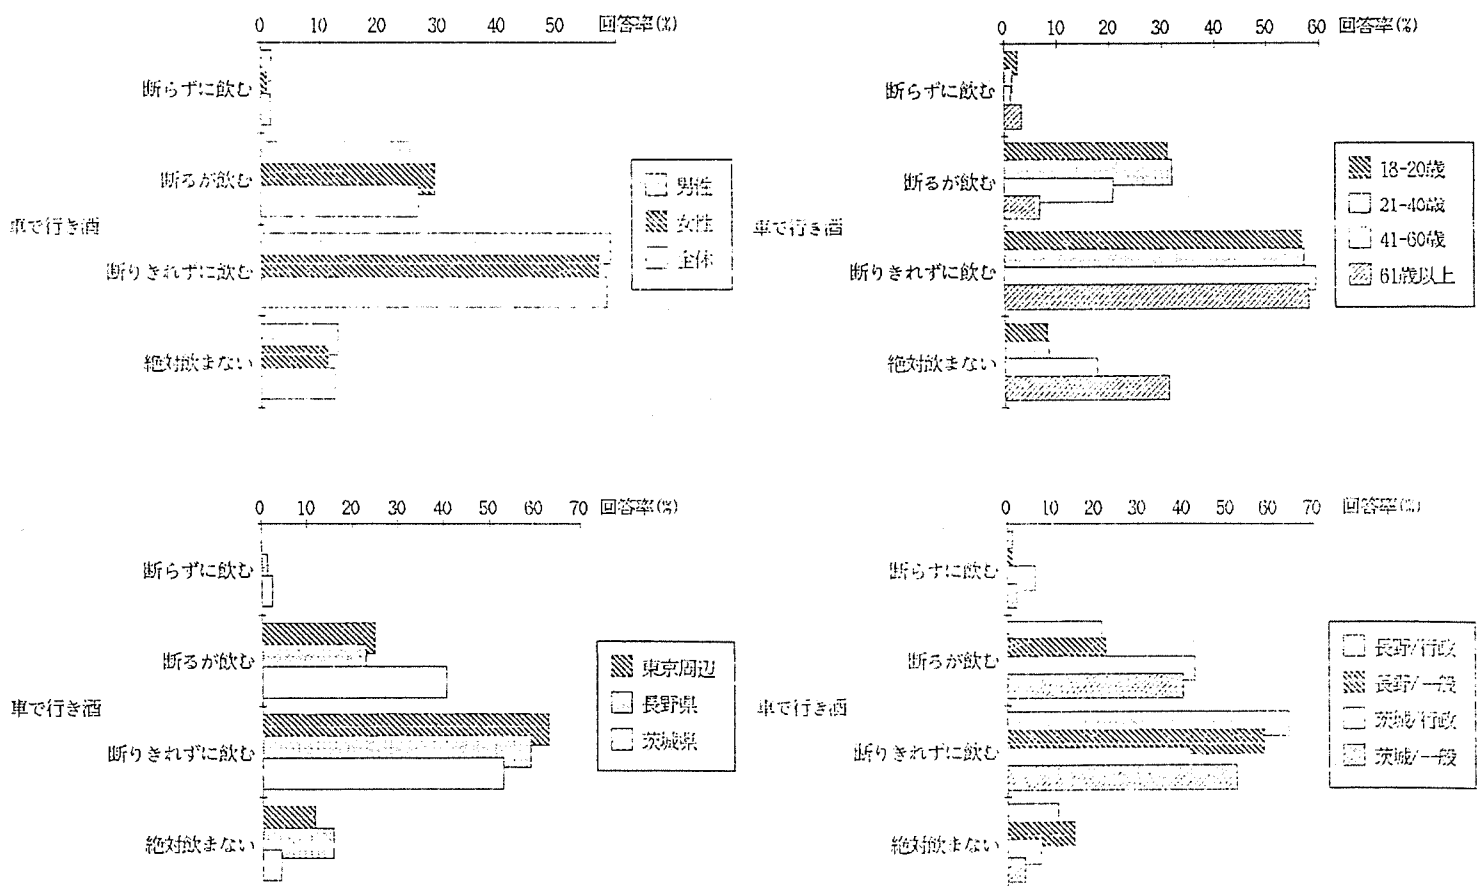 0 10 20 30 40 50 回答率(%)
断らずに飲む
断るが飲む
車で行き酒
断りきれずに飲む
絶対飲まない
男性
女性
全体
0 10 20 30 40 50 60 回答率(%)
断らずに飲む
断るが飲む
車で行き酒
断りきれずに飲む
絶対飲まない
18-20歳
21-40歳
41-60歳
61歳以上
0 10 20 30 40 50 60 70 回答率(%)
断らずに飲む
断るが飲む
車で行き酒
断りきれずに飲む
絶対飲まない
東京周辺
長野県
茨城県
0 10 20 30 40 50 60 70 回答率(%)
断らずに飲む
断るが飲む
車で行き酒
断りきれずに飲む
絶対飲まない
長野/行政
長野/一般
茨城/行政
茨城/一般